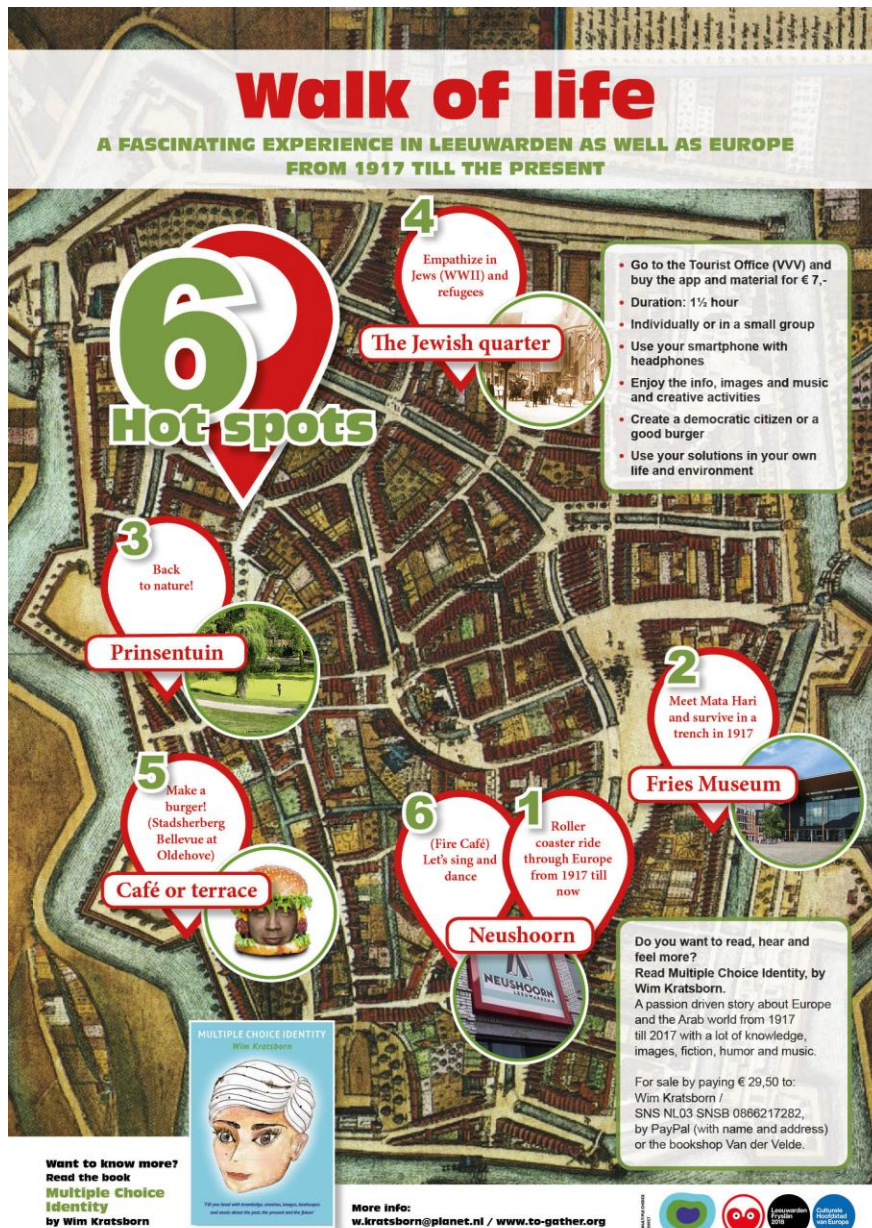 Walk of life
A FASCINATING EXPERIENCE IN LEEUWARDEN AS WELL AS EUROPE
FROM 1917 TILL THE PRESENT
6
Hot spots
4
Empathize in
Jews (WWII) and
refugees
The Jewish quarter
• Go to the Tourist Office (VVV) and
buy the app and material for € 7,-
• Duration: 1½ hour
• Individually or in a small group
• Use your smartphone with
headphones
• Enjoy the info, images and music
and creative activities
• Create a democratic citizen or a
good burger
• Use your solutions in your own
life and environment
3
Back
to nature!
Prinsentuin
2
Meet Mata Hari
and survive in a
trench in 1917
Fries Museum
5
Make a
burger!
(Stadsherberg
Bellevue at
Oldehove)
Café or terrace
6
(Fire Café)
Let's sing and
dance
1
Roller
coaster ride
through Europe
from 1917 till
now
Neushoorn
NEUSHOORN
LEEUWARDEN
Do you want to read, hear and
feel more?
Read Multiple Choice Identity, by
Wim Kratsborn.
A passion driven story about Europe
and the Arab world from 1917
till 2017 with a lot of knowledge,
images, fiction, humor and music.
For sale by paying € 29,50 to:
Wim Kratsborn /
SNS NL03 SNSB 0866217282,
by PayPal (with name and address)
or the bookshop Van der Velde.
MULTIPLE CHOICE IDENTITY
Wim Kratsborn
Want to know more?
Read the book
Multiple Choice
Identity
by Wim Kratsborn
More info:
w.kratsborn@planet.nl / www.to-gather.org
Leeuwarden
Fryslân
2018
Culturele
Hoofdstad
van Europa